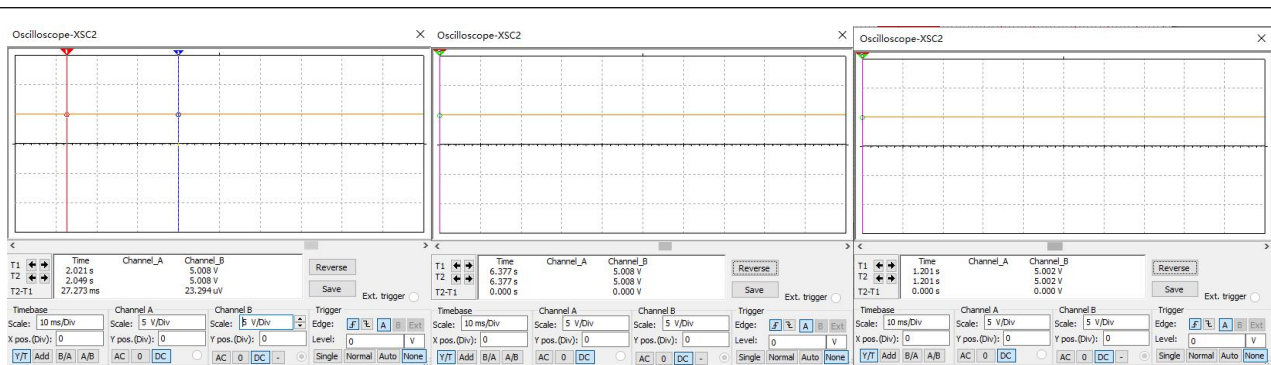 Oscilloscope-XSC2
Time Channel_A Channel_B
T1 2.021 s 5.008 V
T2 2.049 s 5.008 V
T2-T1 27.273 ms 23.294 uV
Reverse
Save
Ext. trigger
Timebase Channel A Channel B Trigger
Scale: 10 ms/Div Scale: 5 V/Div Scale: 5 V/Div Edge: A B Ext
X pos.(Div): 0 Y pos.(Div): 0 Y pos.(Div): 0 Level: 0 V
Y/T Add B/A A/B AC 0 DC AC 0 DC - Single Normal Auto None
Oscilloscope-XSC2
Time Channel_A Channel_B
T1 6.377 s 5.008 V
T2 6.377 s 5.008 V
T2-T1 0.000 s 0.000 V
Reverse
Save
Ext. trigger
Timebase Channel A Channel B Trigger
Scale: 10 ms/Div Scale: 5 V/Div Scale: 5 V/Div Edge: A B Ext
X pos.(Div): 0 Y pos.(Div): 0 Y pos.(Div): 0 Level: 0 V
Y/T Add B/A A/B AC 0 DC AC 0 DC - Single Normal Auto None
Oscilloscope-XSC2
Time Channel_A Channel_B
T1 1.201 s 5.002 V
T2 1.201 s 5.002 V
T2-T1 0.000 s 0.000 V
Reverse
Save
Ext. trigger
Timebase Channel A Channel B Trigger
Scale: 10 ms/Div Scale: 5 V/Div Scale: 5 V/Div Edge: A B Ext
X pos.(Div): 0 Y pos.(Div): 0 Y pos.(Div): 0 Level: 0 V
Y/T Add B/A A/B AC 0 DC AC 0 DC - Single Normal Auto None